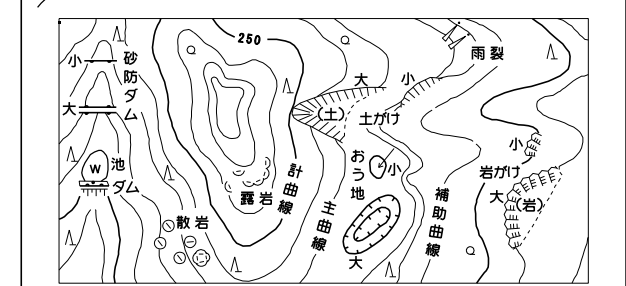 250
雨裂
小
砂防ダム
大
大
小
(土)
土がけ
小
W
池
ダム
おう地
小
岩がけ
大
(岩)
計曲線
露岩
主曲線
補助曲線
散岩
大